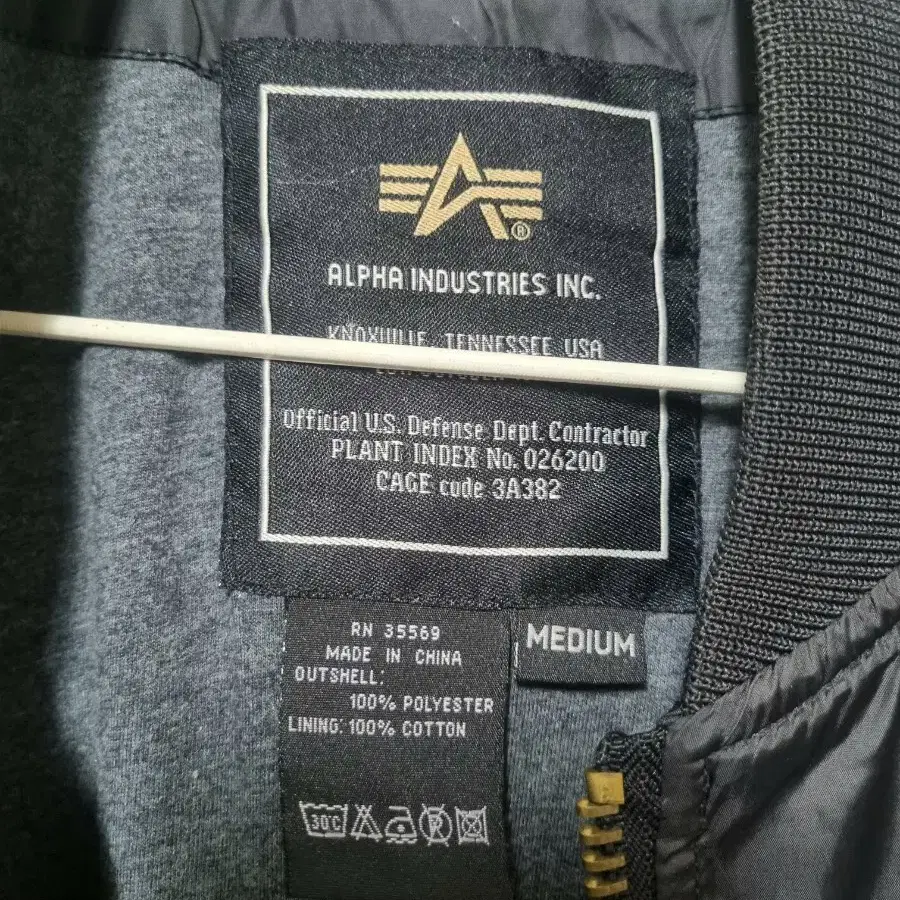 ®
ALPHA INDUSTRIES INC.
TENNESSEE USA
Official U.S. Defense Dept. Contractor
PLANT INDEX No. 026200
CAGE code 3A382
RN 35569
MADE IN CHINA
OUTSHELL:
100% POLYESTER
LINING: 100% COTTON
MEDIUM
30C
P